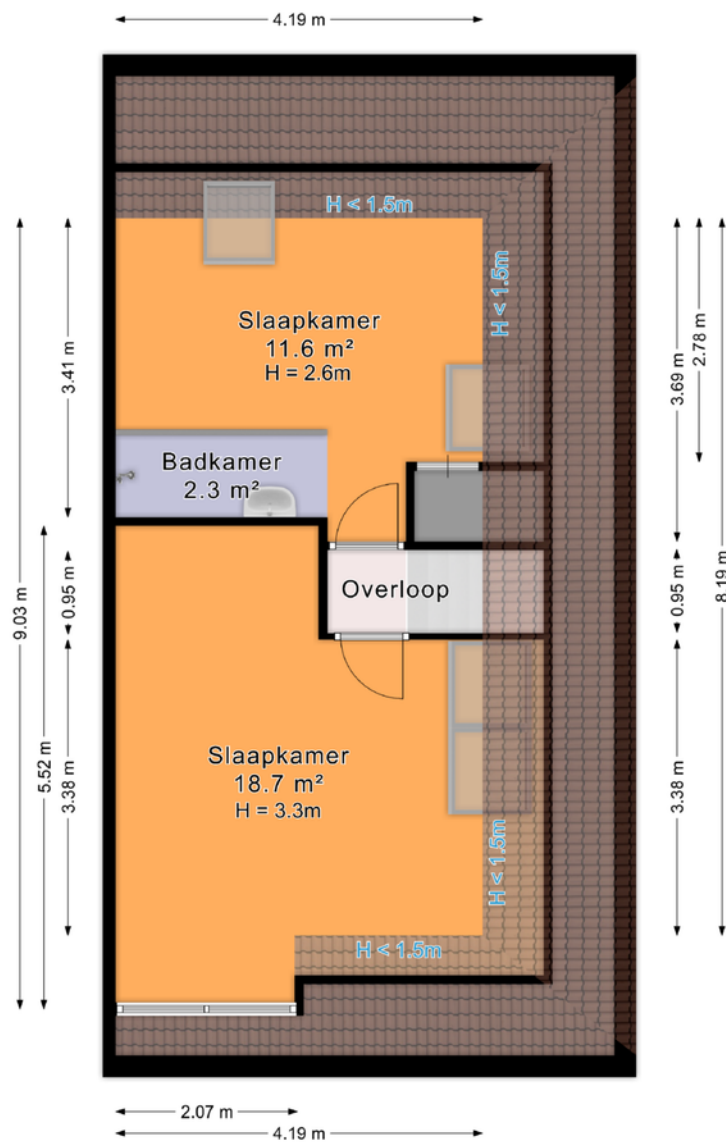 4.19 m
H < 1.5m
H < 1.5m
Slaapkamer
11.6 m²
H = 2.6m
3.41 m
3.69 m
2.78 m
Badkamer
2.3 m²
9.03 m
0.95 m
Overloop
0.95 m
8.19 m
5.52 m
3.38 m
Slaapkamer
18.7 m²
H = 3.3m
3.38 m
H < 1.5m
H < 1.5m
2.07 m
4.19 m